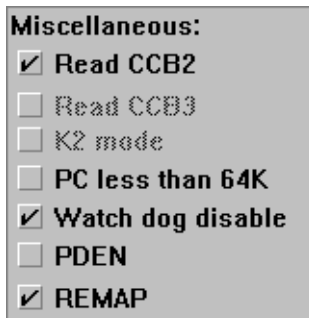 Miscellaneous:
Read CCB2
Read CCB3
K2 mode
PC less than 64K
Watch dog disable
PDEN
REMAP